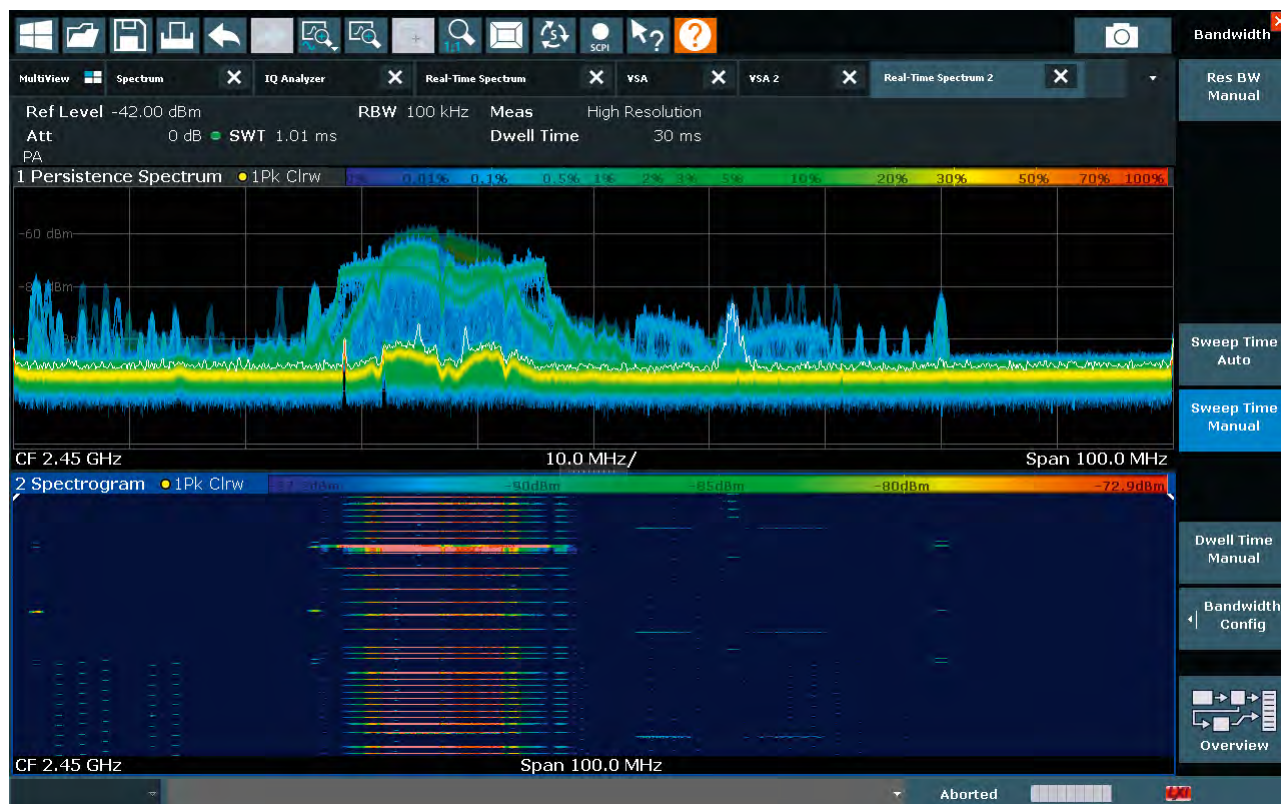 SCPI
1:1
Bandwidth
MultiView Spectrum IQ Analyzer Real-Time Spectrum VSA VSA 2 Real-Time Spectrum 2
Res BW
Manual
Ref Level -42.00 dBm RBW 100 kHz Meas High Resolution
Att 0 dB SWT 1.01 ms Dwell Time 30 ms
PA
1 Persistence Spectrum 1Pk Clrw 0.01% 0.1% 0.5% 1% 2% 3% 5% 10% 20% 30% 50% 70% 100%
-60 dBm
Sweep Time
Auto
Sweep Time
Manual
CF 2.45 GHz 10.0 MHz/ Span 100.0 MHz
2 Spectrogram 1Pk Clrw -90dBm -85dBm -80dBm -72.9dBm
Dwell Time
Manual
Bandwidth
Config
Overview
CF 2.45 GHz Span 100.0 MHz
Aborted LXI